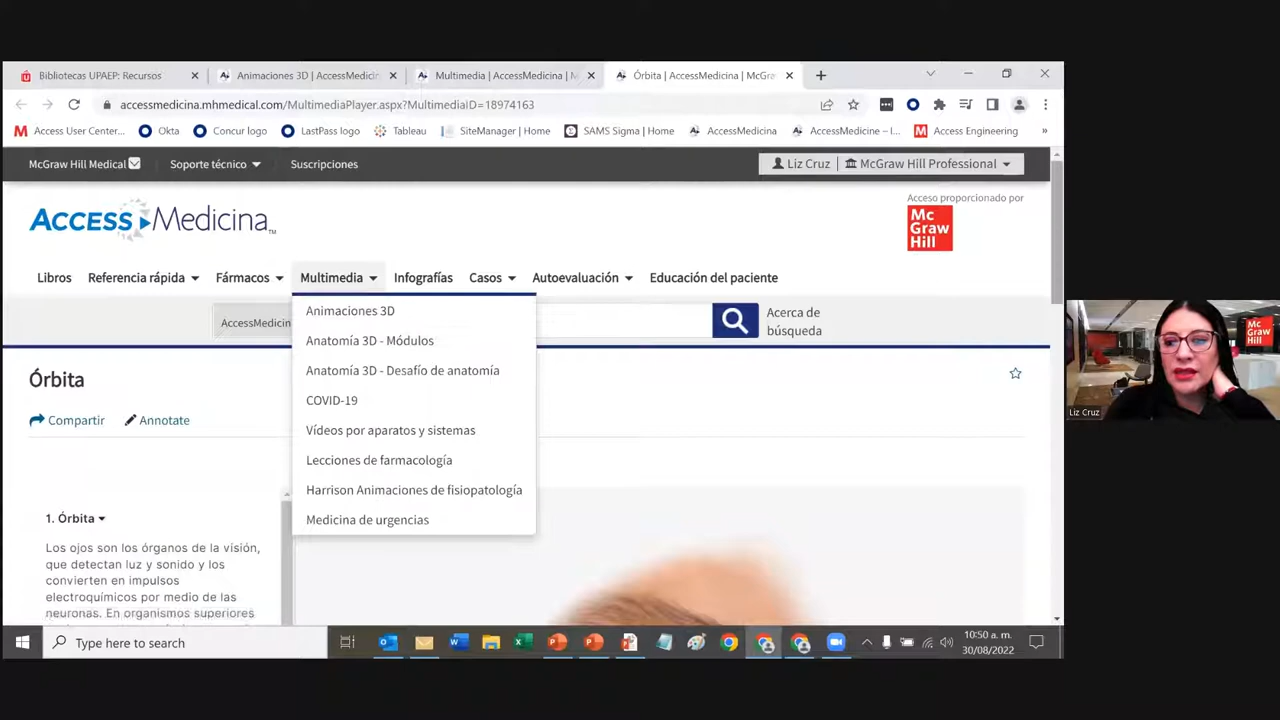 Bibliotecas UPAEP: Recursos
Animaciones 3D | AccessMedicin
Multimedia | AccessMedicina | M
Órbita | AccessMedicina | McGra
accessmedicina.mhmedical.com/MultimediaPlayer.aspx?MultimediaID=18974163
Access User Center...
Okta
Concur logo
LastPass logo
Tableau
SiteManager | Home
SAMS Sigma | Home
AccessMedicina
AccessMedicine – I...
Access Engineering
McGraw Hill Medical
Soporte técnico
Suscripciones
Liz Cruz
McGraw Hill Professional
ACCESS Medicina TM
Acceso proporcionado por
Mc
Graw
Hill
Libros
Referencia rápida
Fármacos
Multimedia
Infografías
Casos
Autoevaluación
Educación del paciente
Animaciones 3D
Anatomía 3D - Módulos
Anatomía 3D - Desafío de anatomía
COVID-19
Vídeos por aparatos y sistemas
Lecciones de farmacología
Harrison Animaciones de fisiopatología
Medicina de urgencias
AccessMedicin
Acerca de
búsqueda
Órbita
Compartir
Annotate
1. Órbita
Los ojos son los órganos de la visión,
que detectan luz y sonido y los
convierten en impulsos
electroquímicos por medio de las
neuronas. En organismos superiores
Mc
Graw
Hill
Liz Cruz
Type here to search
10:50 a. m.
30/08/2022